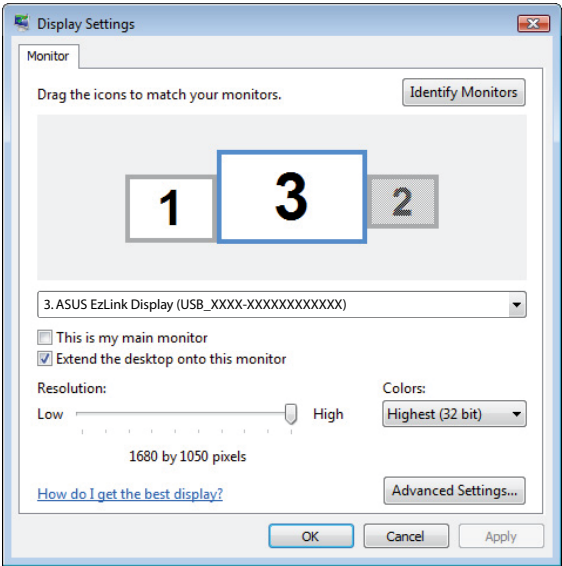 Display Settings
Monitor
Drag the icons to match your monitors.
Identify Monitors
1
3
2
3. ASUS EzLink Display (USB_XXXX-XXXXXXXXXXXX)
This is my main monitor
Extend the desktop onto this monitor
Resolution:
Colors:
Low
High
Highest (32 bit)
1680 by 1050 pixels
How do I get the best display?
Advanced Settings...
OK
Cancel
Apply